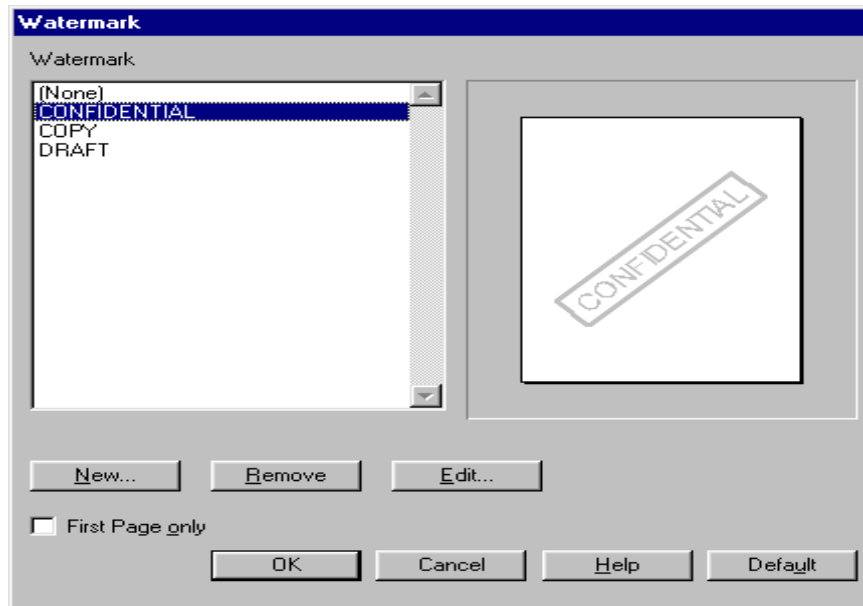 Watermark
Watermark
(None)
CONFIDENTIAL
COPY
DRAFT
CONFIDENTIAL
New... Remove Edit...
First Page only
OK Cancel Help Default